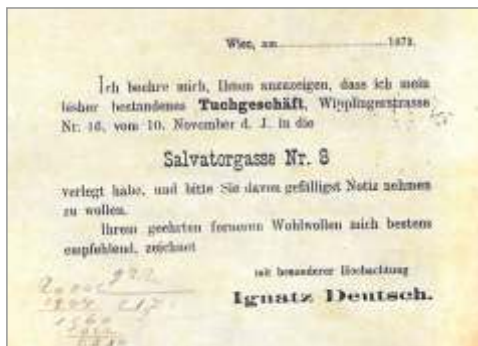 Wien, am 1873.
Ich beehre mich, Ihnen anzuzeigen, dass ich mein
bisher bestandenes Tuchgeschäft, Wipplingerstrasse
Nr. 16, vom 10. November d. J. in die
Salvatorgasse Nr. 8
verlegt habe, und bitte Sie davon gefälligst Notiz nehmen
zu wollen.
Ihrem geehrten ferneren Wohlwollen mich bestens
empfehlend, zeichnet
mit besonderer Hochachtung
Ignatz Deutsch.